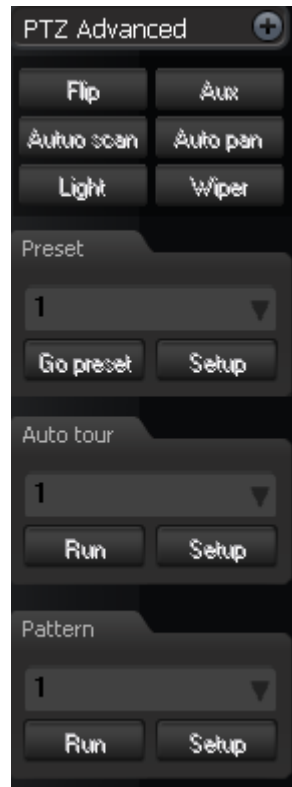 PTZ Advanced
Flip Aux
Autuo scan Auto pan
Light Wiper
Preset
1
Go preset Setup
Auto tour
1
Run Setup
Pattern
1
Run Setup